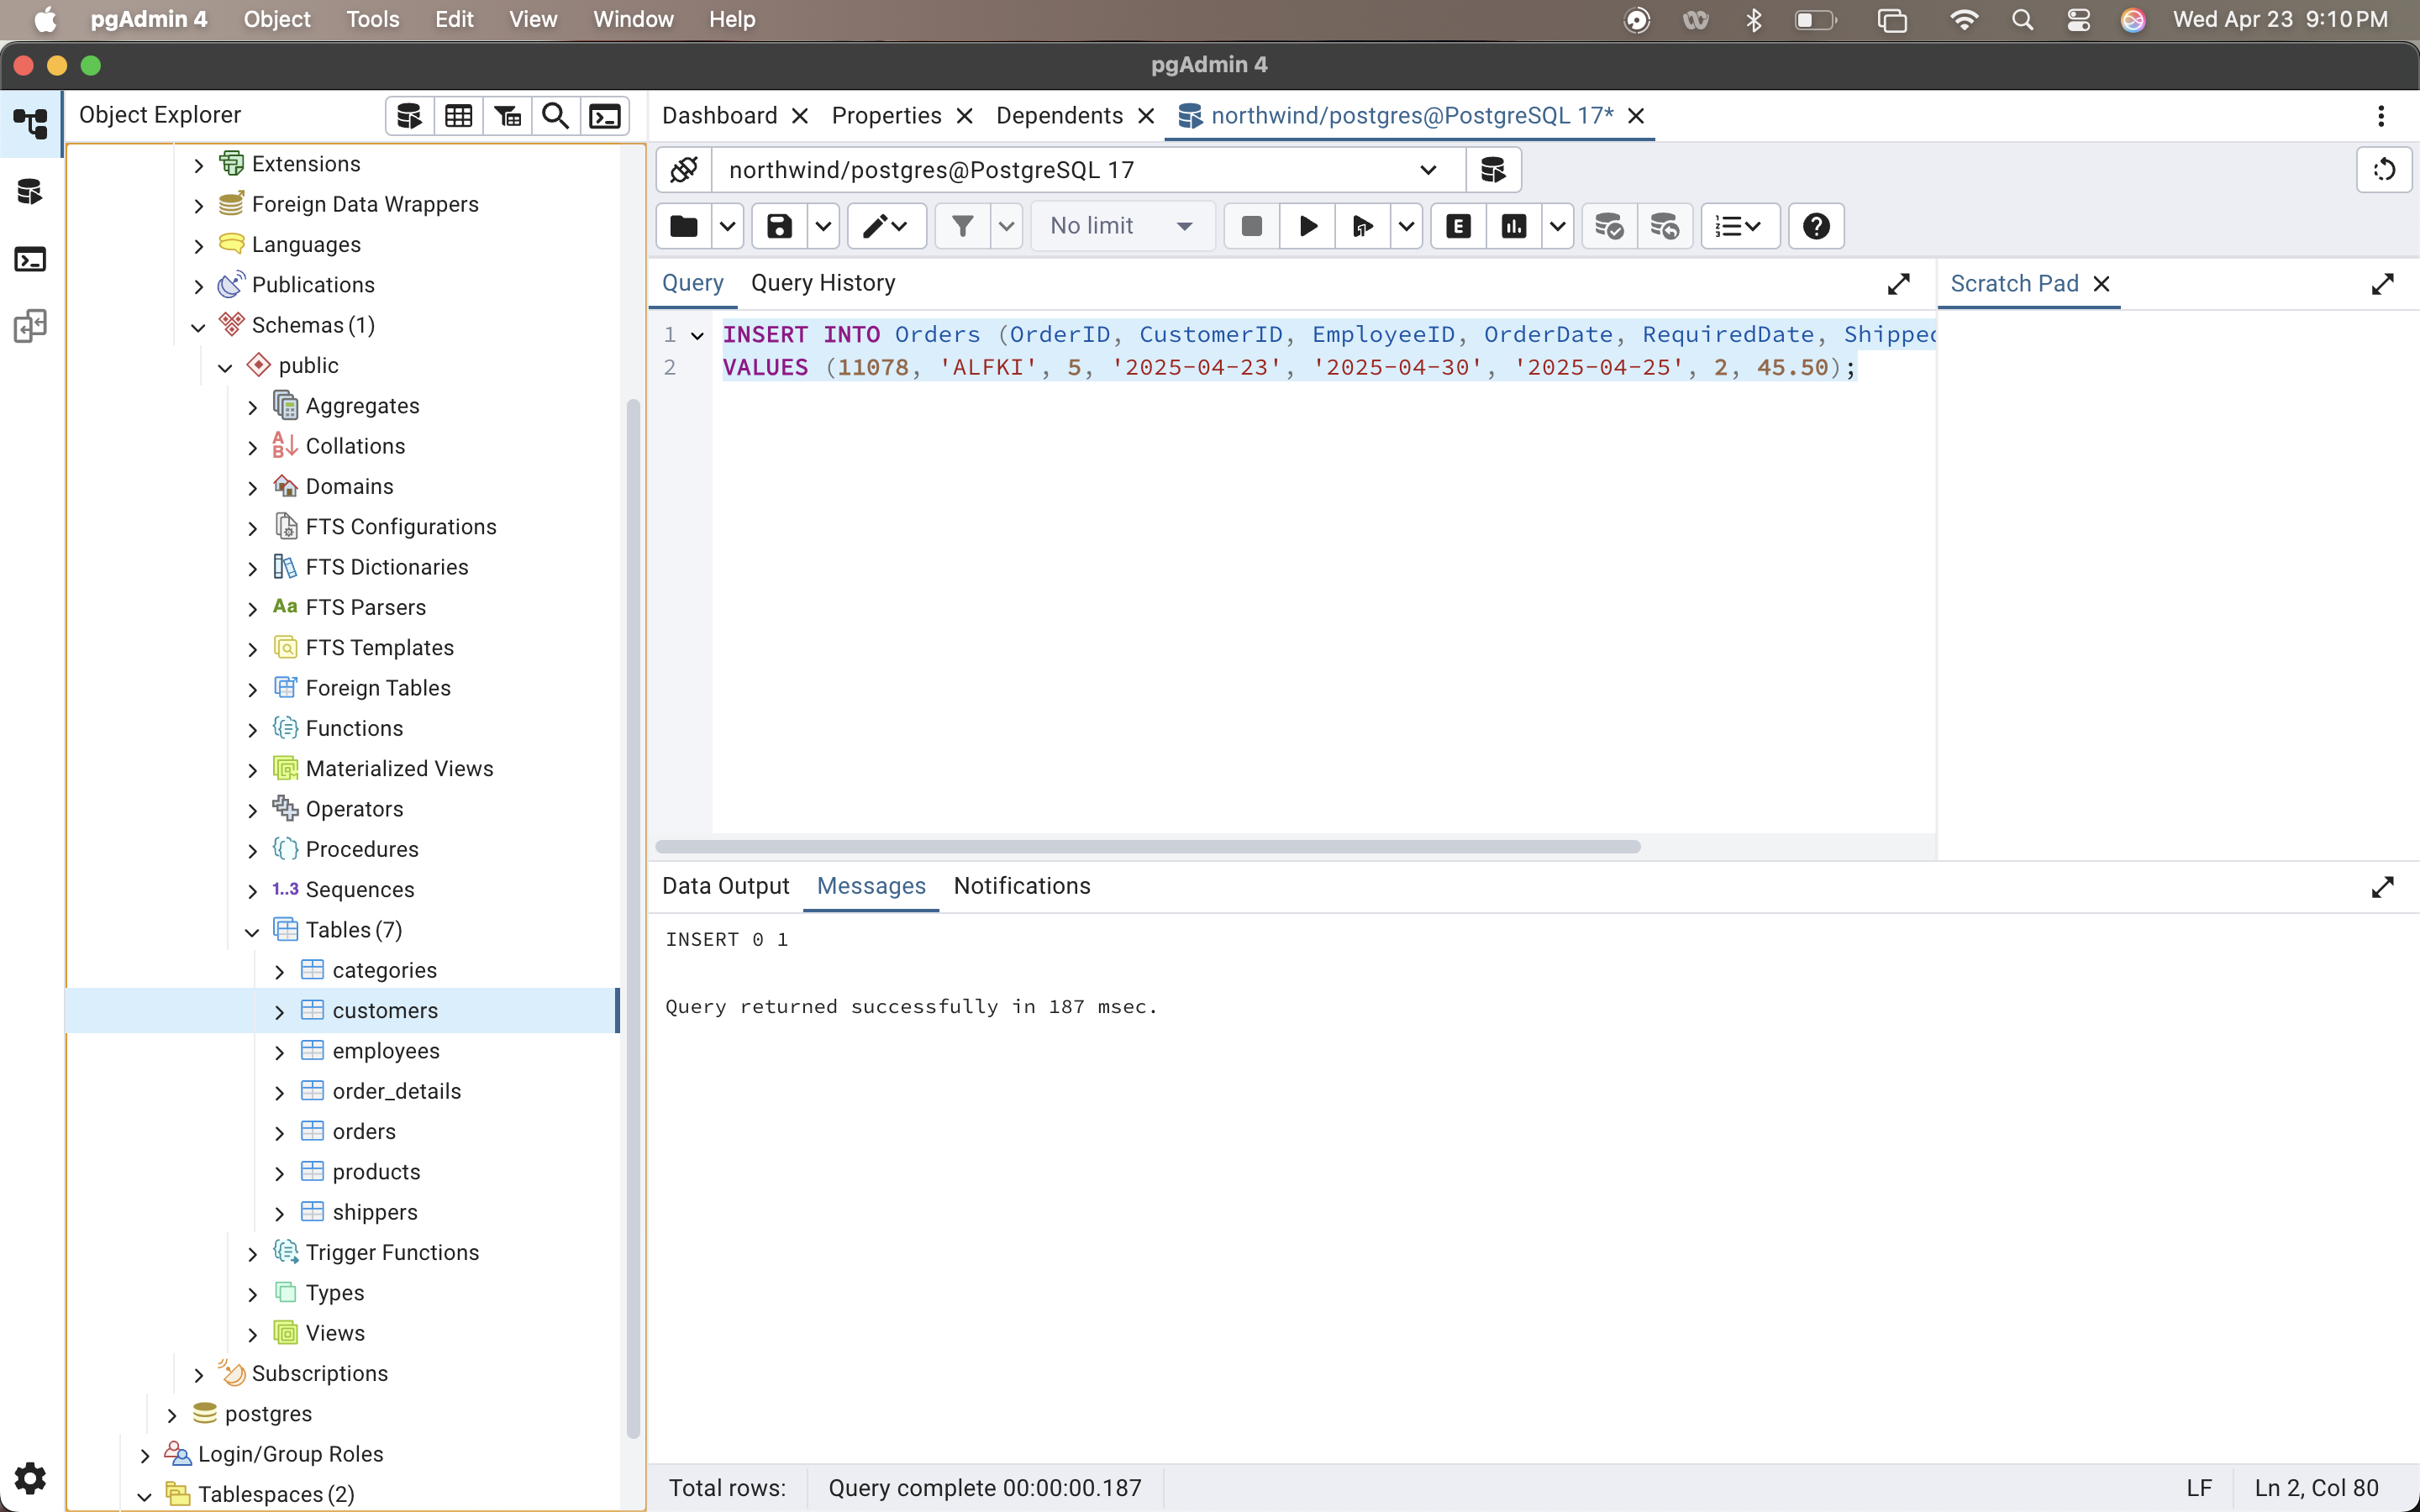 pgAdmin 4 Object Tools Edit View Window Help Wed Apr 23 9:10 PM
pgAdmin 4
Object Explorer
Extensions
Foreign Data Wrappers
Languages
Publications
Schemas (1)
public
Aggregates
Collations
Domains
FTS Configurations
FTS Dictionaries
Aa FTS Parsers
FTS Templates
Foreign Tables
Functions
Materialized Views
Operators
Procedures
1..3 Sequences
Tables (7)
categories
customers
employees
order_details
orders
products
shippers
Trigger Functions
Types
Views
Subscriptions
postgres
Login/Group Roles
Tablespaces (2)
Dashboard Properties Dependents northwind/postgres@PostgreSQL 17*
northwind/postgres@PostgreSQL 17
No limit
Query Query History
Scratch Pad
1 INSERT INTO Orders (OrderID, CustomerID, EmployeeID, OrderDate, RequiredDate, Shipped
2 VALUES (11078, 'ALFKI', 5, '2025-04-23', '2025-04-30', '2025-04-25', 2, 45.50);
Data Output Messages Notifications
INSERT 0 1
Query returned successfully in 187 msec.
Total rows: Query complete 00:00:00.187 LF Ln 2, Col 80